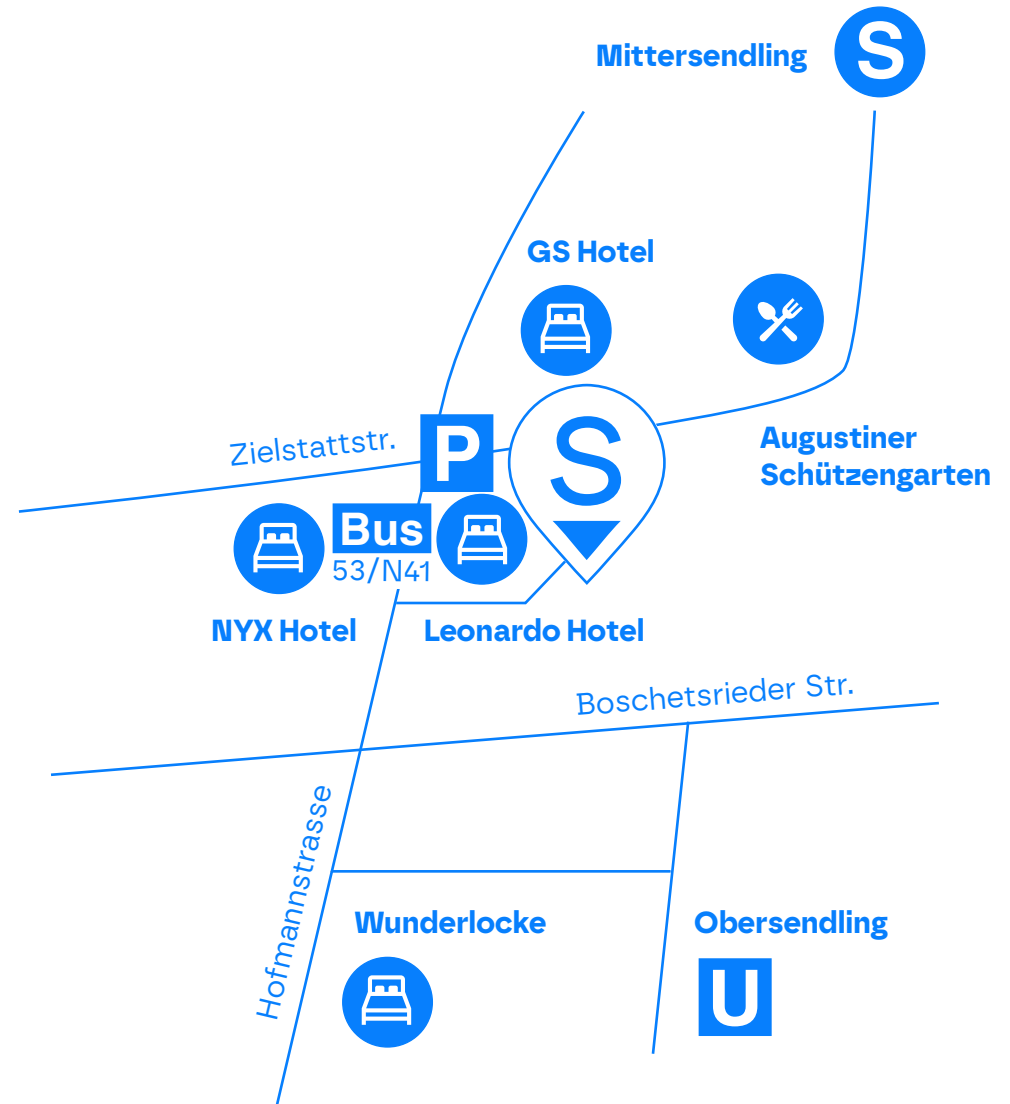 Mittersendling
S
GS Hotel
Zielstattstr.
P
S
Augustiner
Schützengarten
Bus
53/N41
NYX Hotel
Leonardo Hotel
Boschetsrieder Str.
Hofmannstrasse
Wunderlocke
Obersendling
U